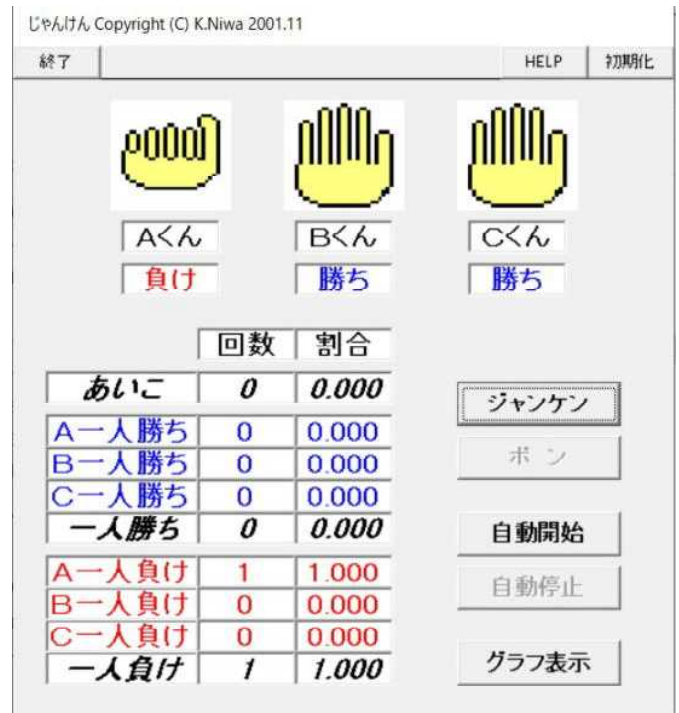 じゃんけん Copyright (C) K.Niwa 2001.11
終了 HELP 初期化
Aくん Bくん Cくん
負け 勝ち 勝ち
回数 割合
あいこ 0 0.000
ジャンケン
A一人勝ち 0 0.000
B一人勝ち 0 0.000
ポン
C一人勝ち 0 0.000
一人勝ち 0 0.000
自動開始
A一人負け 1 1.000
自動停止
B一人負け 0 0.000
C一人負け 0 0.000
一人負け 1 1.000
グラフ表示